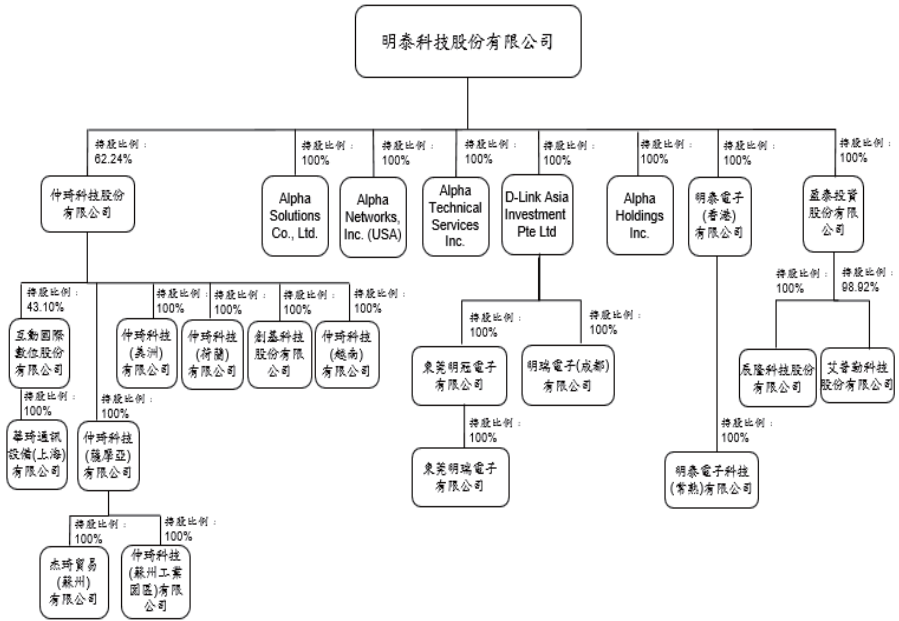 明泰科技股份有限公司
持股比例：
62.24%
持股比例：
100%
持股比例：
100%
持股比例：
100%
持股比例：
100%
持股比例：
100%
持股比例：
100%
持股比例：
100%
仲琦科技股份
有限公司
Alpha
Solutions
Co., Ltd.
Alpha
Networks,
Inc. (USA)
Alpha
Technical
Services
Inc.
D-Link Asia
Investment
Pte Ltd
Alpha
Holdings
Inc.
明泰電子
(香港)
有限公司
盈泰投資
股份有限
公司
持股比例：
43.10%
持股比例：
100%
持股比例：
100%
持股比例：
100%
持股比例：
100%
持股比例：
100%
持股比例：
98.92%
互動國際
數位股份
有限公司
仲琦科技
(美洲)
有限公司
仲琦科技
(荷蘭)
有限公司
創基科技
股份有限
公司
仲琦科技
(越南)
有限公司
持股比例：
100%
持股比例：
100%
東莞明冠電子
有限公司
明瑞電子(成都)
有限公司
辰隆科技股份
有限公司
艾普勤科技
股份有限公司
持股比例：
100%
持股比例：
100%
持股比例：
100%
持股比例：
100%
華琦通訊
設備(上海)
有限公司
仲琦科技
(薩摩亞)
有限公司
東莞明瑞電子
有限公司
明泰電子科技
(常熟)有限公司
持股比例：
100%
持股比例：
100%
杰琦貿易
(蘇州)
有限公司
仲琦科技
(蘇州工業
園區)有限
公司